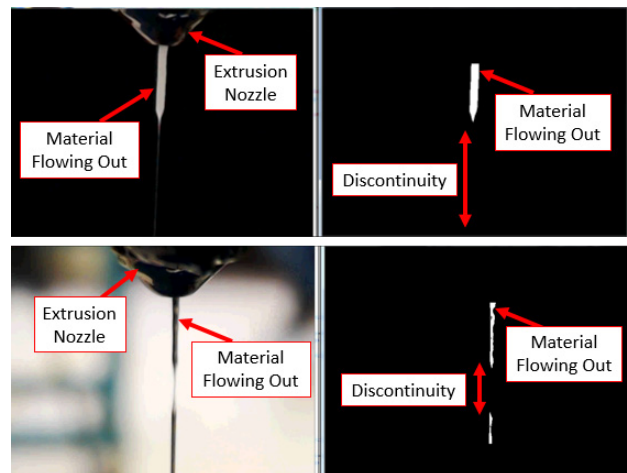 Extrusion
Nozzle
Material
Flowing Out
Material
Flowing Out
Discontinuity
Extrusion
Nozzle
Material
Flowing Out
Material
Flowing Out
Discontinuity